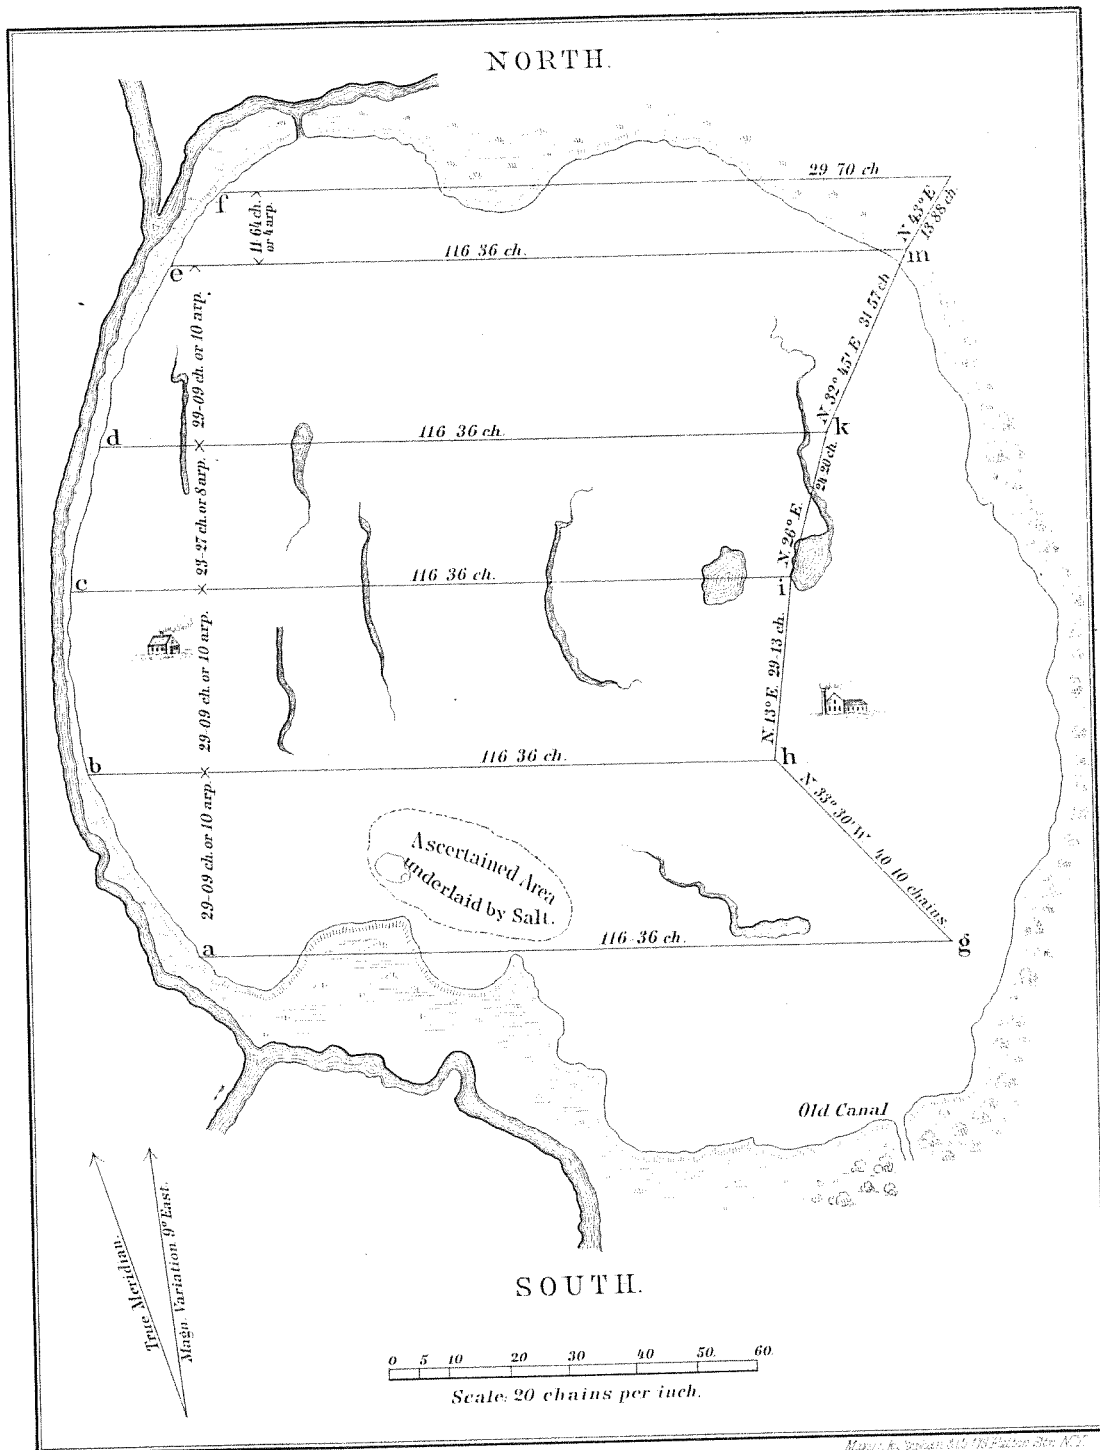 NORTH.
29 70 ch
f
11 64 ch.
or 4 arp.
N 43° E
13 88 ch.
116 36 ch.
e
m
29-09 ch. or 10 arp.
N 32° 45' E 31 57 ch
116 36 ch.
d
k
23-27 ch. or 8 arp.
N. 26° E. 24 20 ch.
116 36 ch.
c
i
29-09 ch. or 10 arp.
N. 13° E. 29-13 ch.
116 36 ch.
b
h
29-09 ch. or 10 arp.
N 33° 30' W 40 10 chains
Ascertained Area
underlaid by Salt.
116-36 ch.
a
g
Old Canal
True Meridian.
Magn. Variation 9° East.
SOUTH.
0 5 10 20 30 40 50. 60.
Scale: 20 chains per inch.